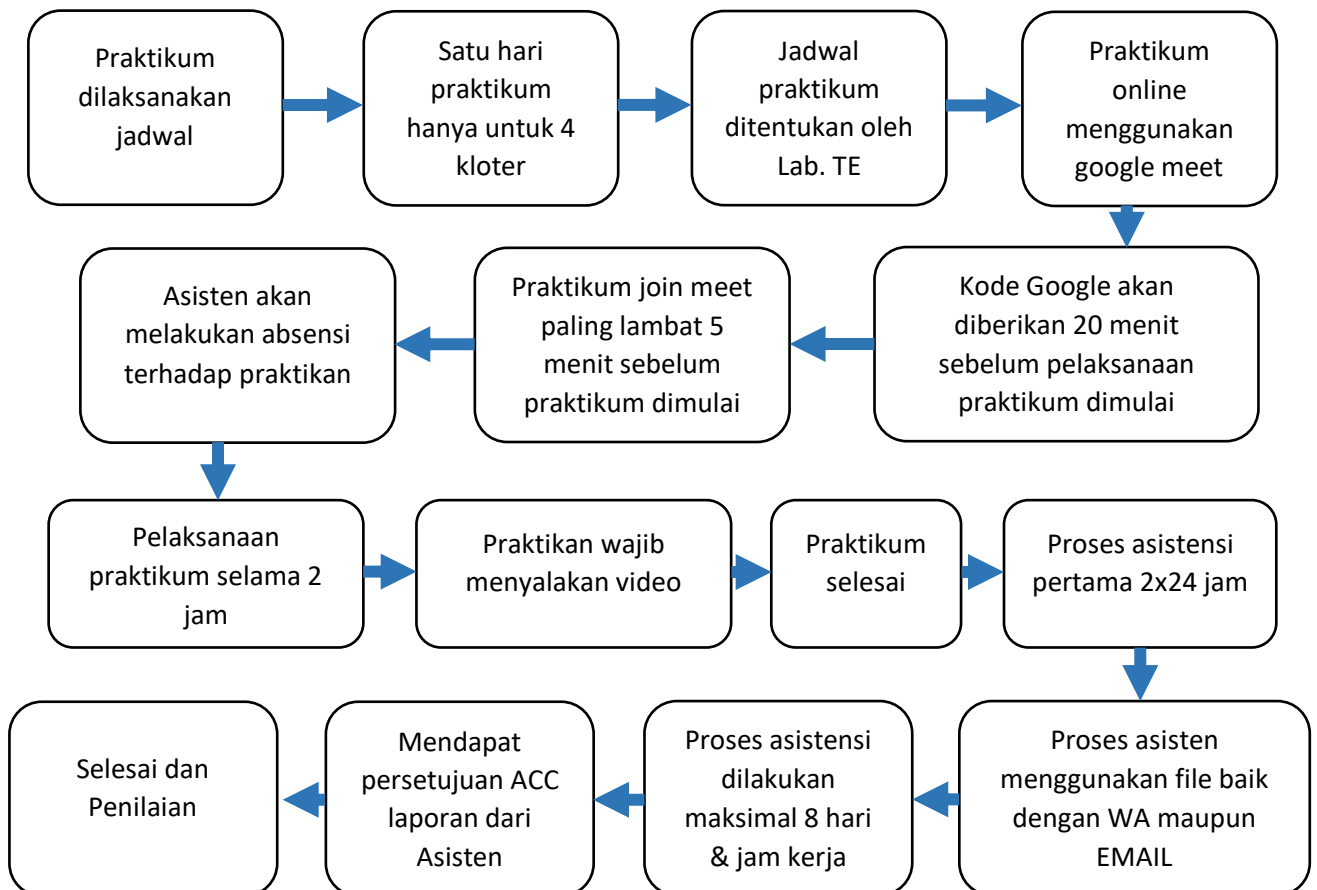 Praktikum
dilaksanakan
jadwal
Satu hari
praktikum
hanya untuk 4
kloter
Jadwal
praktikum
ditentukan oleh
Lab. TE
Praktikum
online
menggunakan
google meet
Kode Google akan
diberikan 20 menit
sebelum pelaksanaan
praktikum dimulai
Praktikum join meet
paling lambat 5
menit sebelum
praktikum dimulai
Asisten akan
melakukan absensi
terhadap praktikan
Pelaksanaan
praktikum selama 2
jam
Praktikan wajib
menyalakan video
Praktikum
selesai
Proses asistensi
pertama 2x24 jam
Proses asisten
menggunakan file baik
dengan WA maupun
EMAIL
Proses asistensi
dilakukan
maksimal 8 hari
& jam kerja
Mendapat
persetujuan ACC
laporan dari
Asisten
Selesai dan
Penilaian